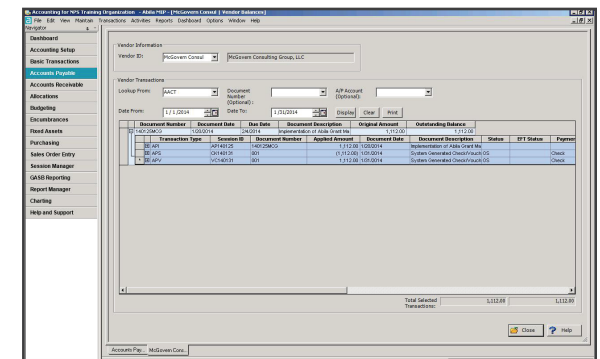 Accounting for NPS Training Organization - Abila MIP - [McGovern Consul | Vendor Balances]
File Edit View Maintain Transactions Activities Reports Dashboard Options Window Help
Navigator
Dashboard
Accounting Setup
Basic Transactions
Accounts Payable
Accounts Receivable
Allocations
Budgeting
Encumbrances
Fixed Assets
Purchasing
Sales Order Entry
Session Manager
GASB Reporting
Report Manager
Charting
Help and Support
Vendor Information
Vendor ID: McGovern Consul McGovern Consulting Group, LLC
Vendor Transactions
Lookup From: AACT Document Number (Optional): A/P Account (Optional):
Date From: 1/ 1/2014 Date To: 1/31/2014 Display Clear Print
Document Number Document Date Due Date Document Description Original Amount Outstanding Balance
140125MCG 1/20/2014 2/4/2014 Implementation of Abila Grant Ma 1,112.00 1,112.00
Transaction Type Session ID Document Number Applied Amount Document Date Document Description Status EFT Status Paymen
API AP140125 140125MCG 1,112.00 1/20/2014 Implementation of Abila Grant Ma
APS CK140131 801 (1,112.00) 1/31/2014 System Generated Check/Vouch OS Check
APV VC140131 801 1,112.00 1/31/2014 System Generated Check/Vouch OS Check
Total Selected Transactions: 1,112.00 1,112.00
Close Help
Accounts Pay... McGovern Cons...